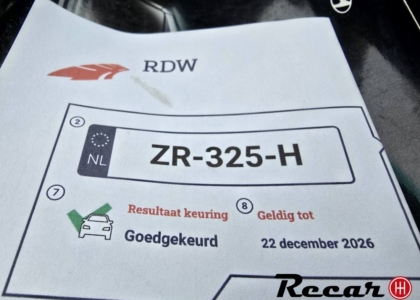 RDW
2
NL
ZR-325-H
7
Resultaat keuring
Goedgekeurd
8
Geldig tot
22 december 2026
Recar